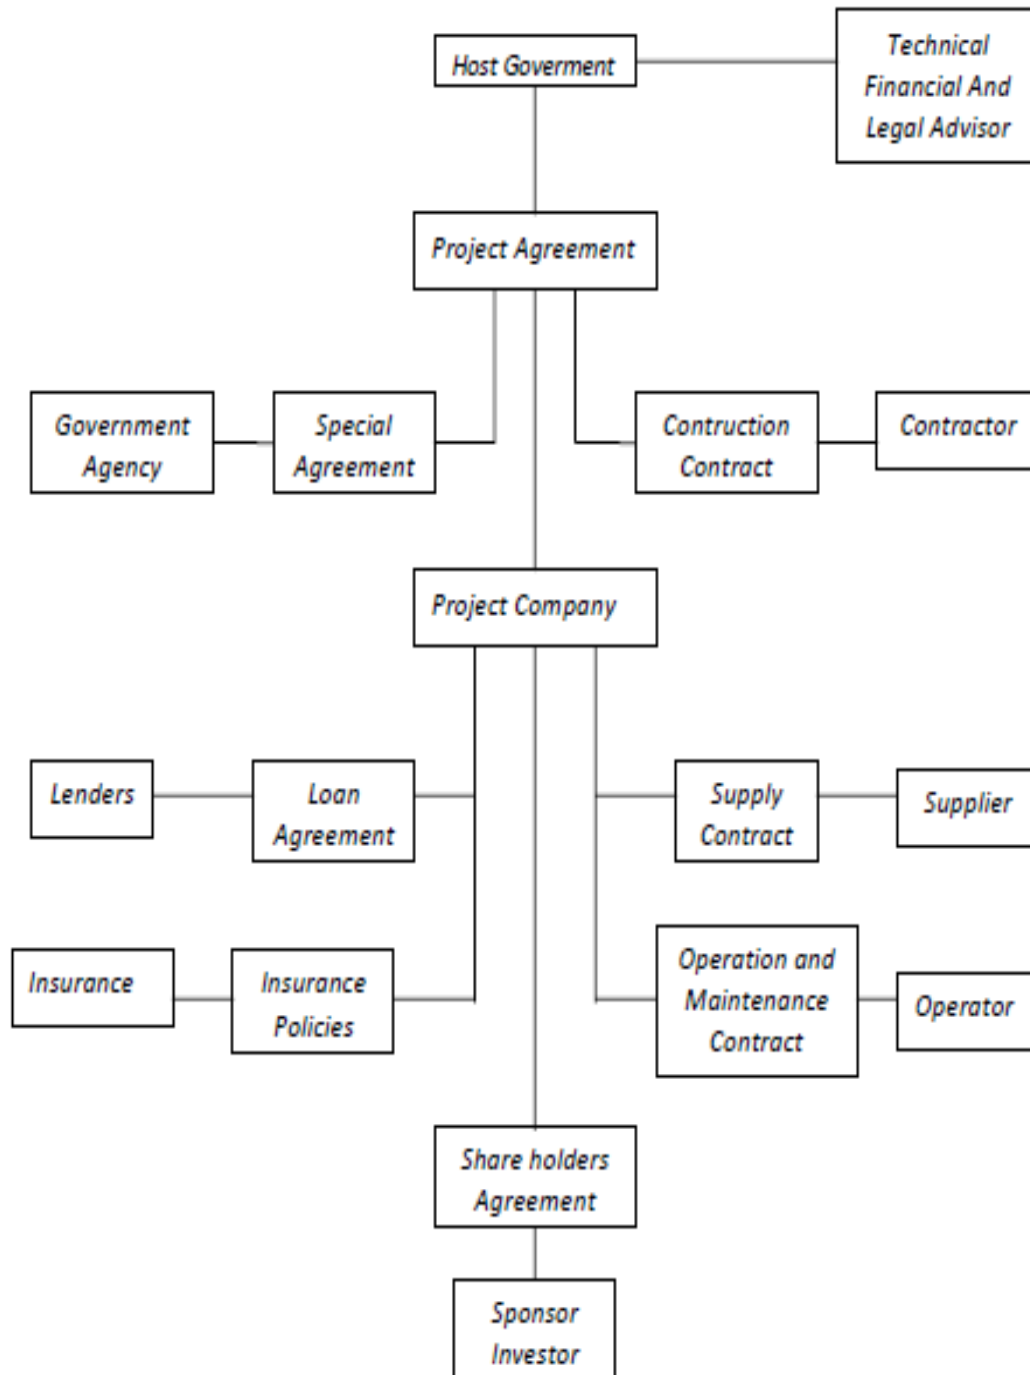 Host Goverment
Technical
Financial And
Legal Advisor
Project Agreement
Government
Agency
Special
Agreement
Contruction
Contract
Contractor
Project Company
Lenders
Loan
Agreement
Supply
Contract
Supplier
Insurance
Insurance
Policies
Operation and
Maintenance
Contract
Operator
Share holders
Agreement
Sponsor
Investor